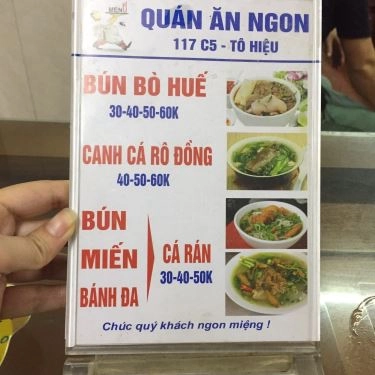 MENU
QUÁN ĂN NGON
117 C5 - TÔ HIỆU
BÚN BÒ HUẾ
30-40-50-60K
CANH CÁ RÔ ĐỒNG
40-50-60K
BÚN
MIẾN
BÁNH ĐA
CÁ RÁN
30-40-50K
Chúc quý khách ngon miệng !